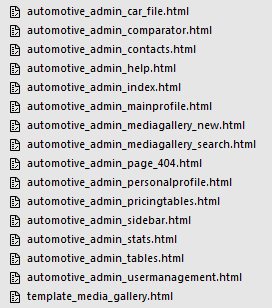 automotive_admin_car_file.html
automotive_admin_comparator.html
automotive_admin_contacts.html
automotive_admin_help.html
automotive_admin_index.html
automotive_admin_mainprofile.html
automotive_admin_mediagallery_new.html
automotive_admin_mediagallery_search.html
automotive_admin_page_404.html
automotive_admin_personalprofile.html
automotive_admin_pricingtables.html
automotive_admin_sidebar.html
automotive_admin_stats.html
automotive_admin_tables.html
automotive_admin_usermanagement.html
template_media_gallery.html